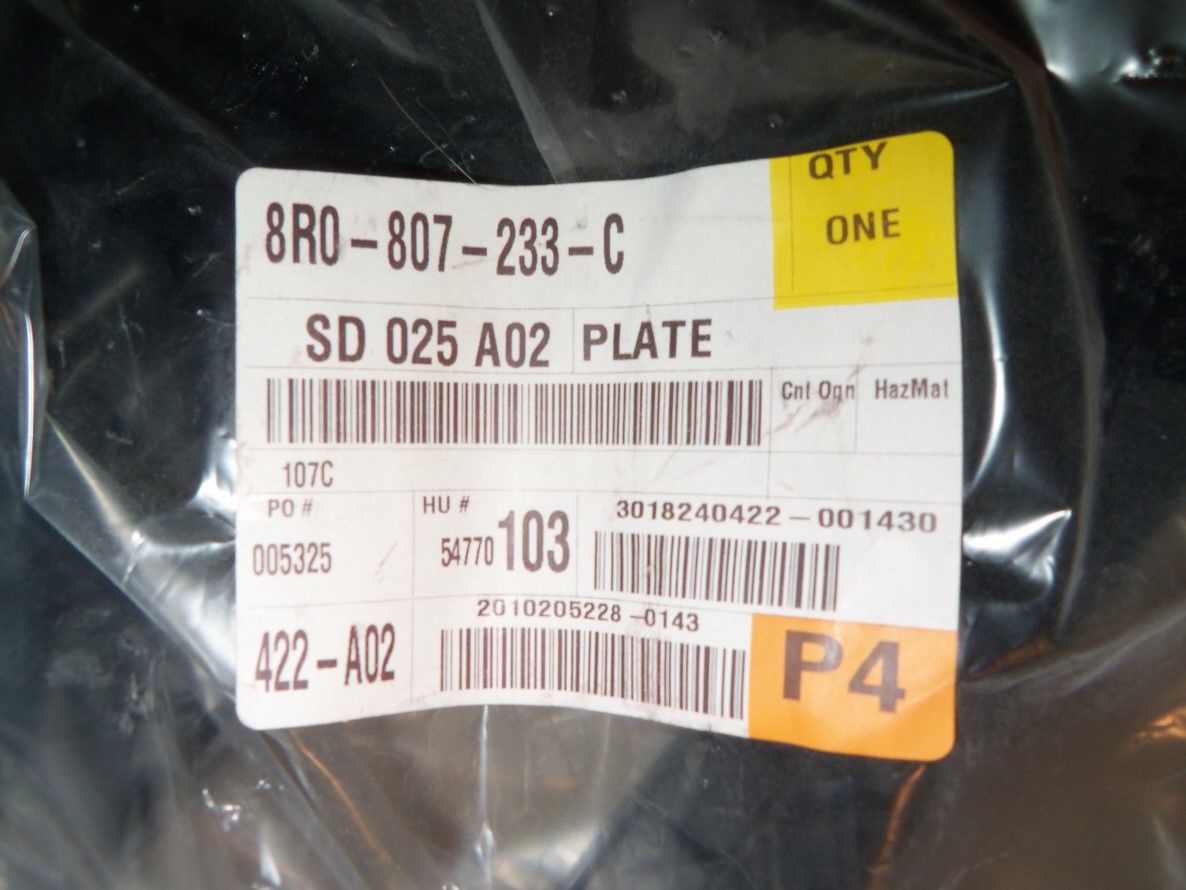 8R0-807-233-C
QTY
ONE
SD 025 A02 PLATE
Cnt Ogn HazMat
107C
PO # HU # 3018240422-001430
005325 54770 103
2010205228-0143
422-A02
P4